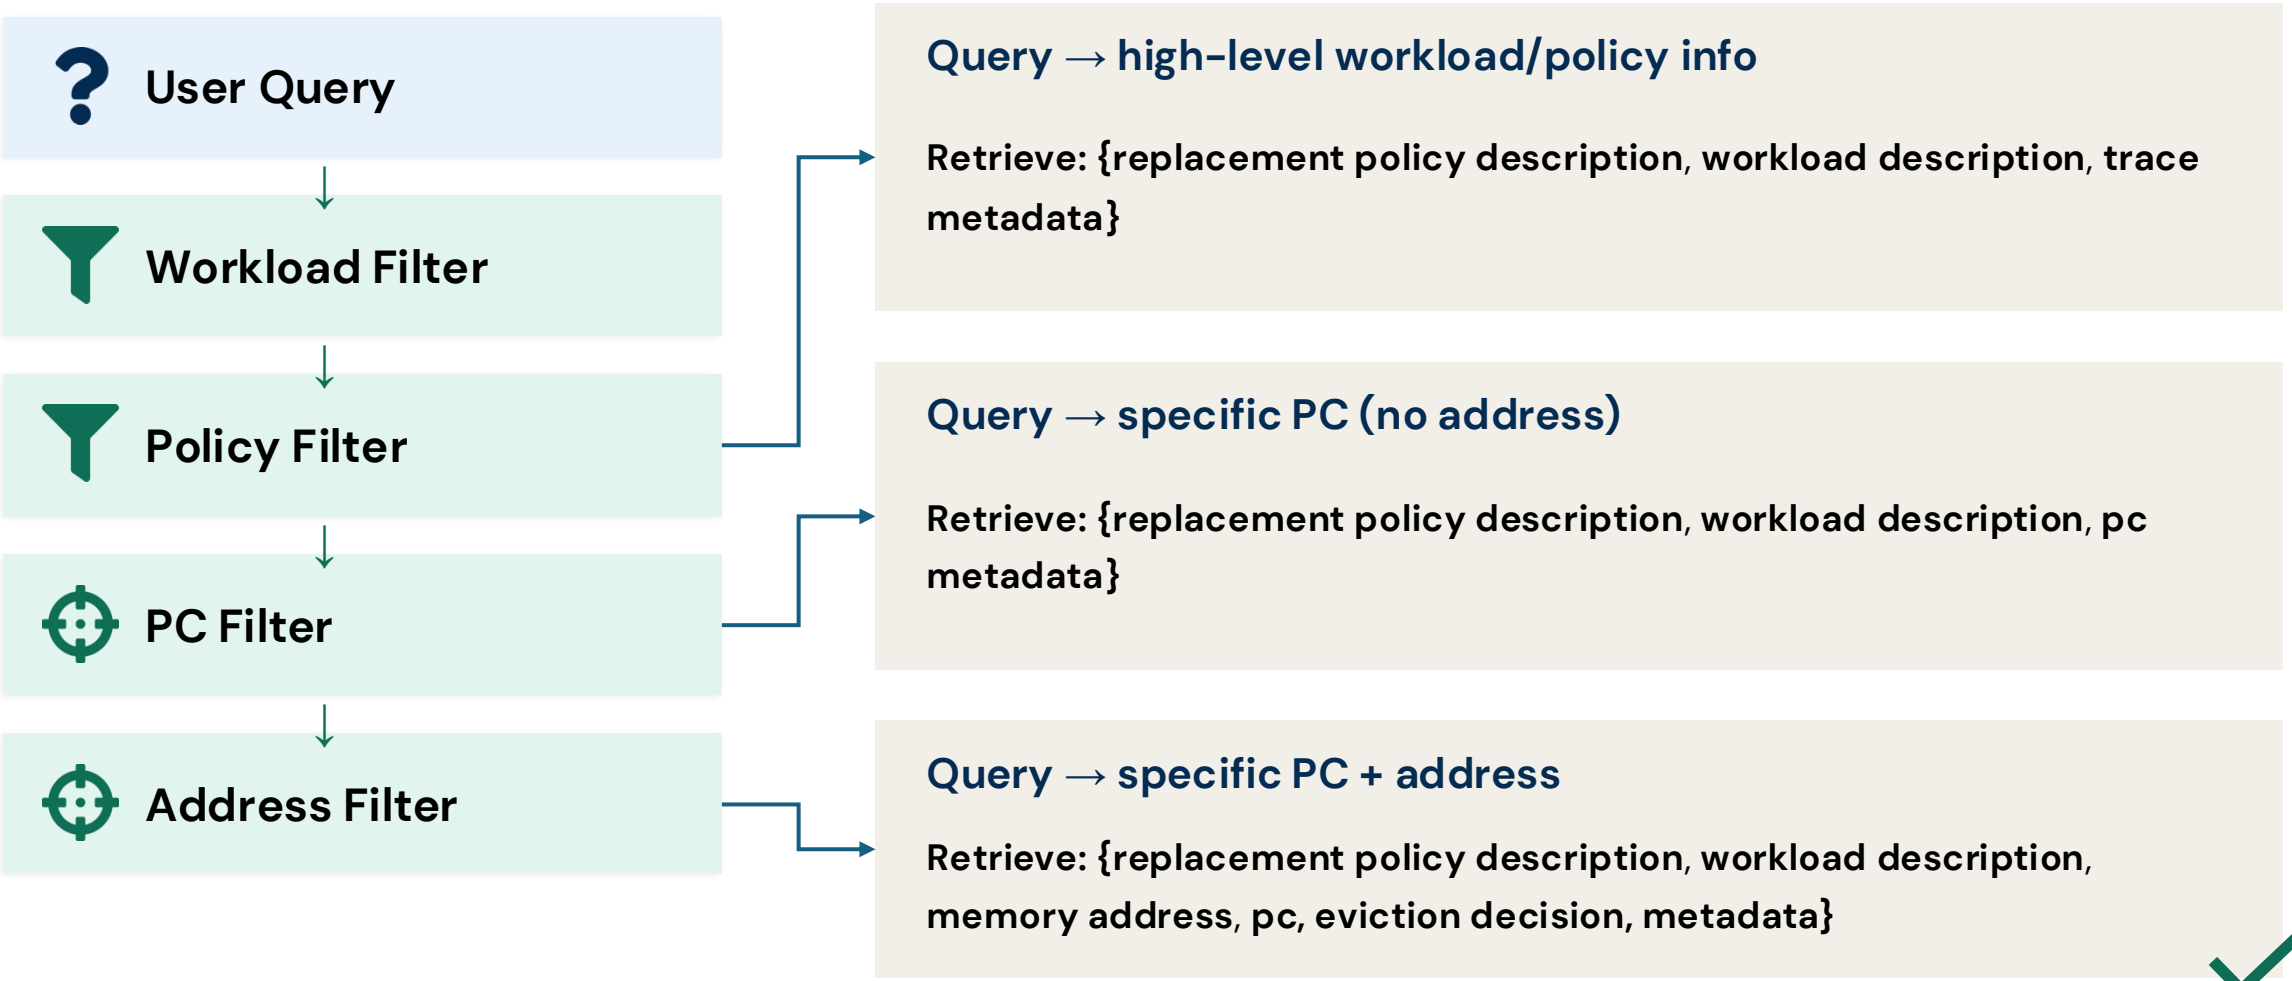 User Query
Workload Filter
Policy Filter
PC Filter
Address Filter
Query → high-level workload/policy info
Retrieve: {replacement policy description, workload description, trace
metadata}
Query → specific PC (no address)
Retrieve: {replacement policy description, workload description, pc
metadata}
Query → specific PC + address
Retrieve: {replacement policy description, workload description,
memory address, pc, eviction decision, metadata}